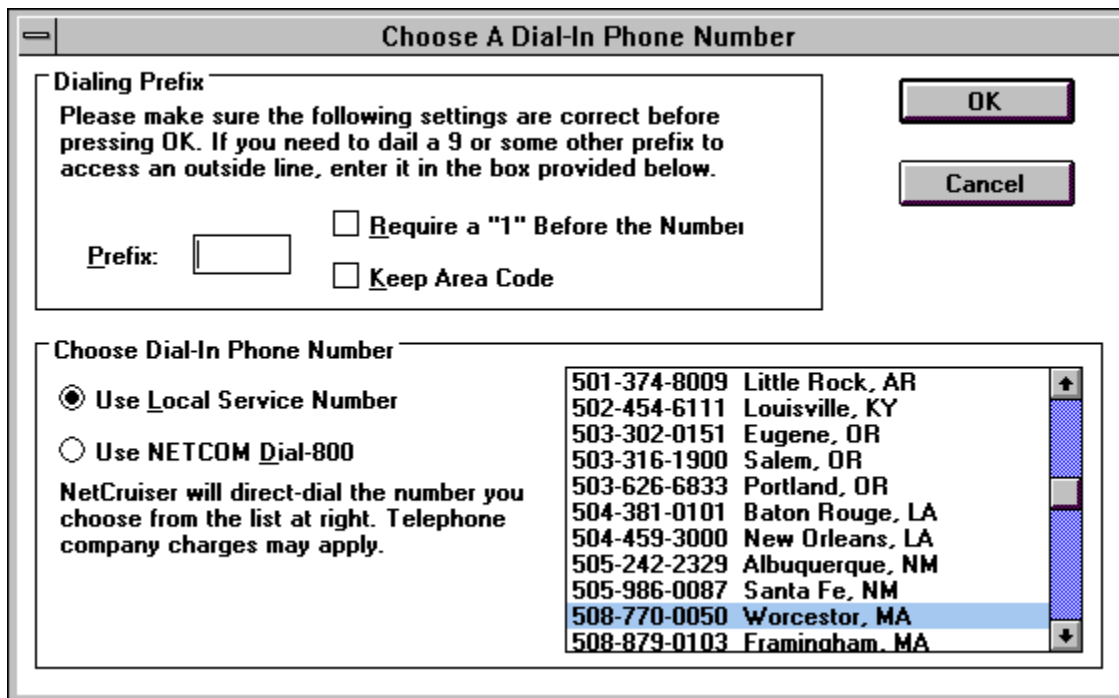 Choose A Dial-In Phone Number
Dialing Prefix
Please make sure the following settings are correct before
pressing OK. If you need to dail a 9 or some other prefix to
access an outside line, enter it in the box provided below.
Prefix:
Require a "1" Before the Number
Keep Area Code
OK
Cancel
Choose Dial-In Phone Number
Use Local Service Number
Use NETCOM Dial-800
NetCruiser will direct-dial the number you
choose from the list at right. Telephone
company charges may apply.
501-374-8009 Little Rock, AR
502-454-6111 Louisville, KY
503-302-0151 Eugene, OR
503-316-1900 Salem, OR
503-626-6833 Portland, OR
504-381-0101 Baton Rouge, LA
504-459-3000 New Orleans, LA
505-242-2329 Albuquerque, NM
505-986-0087 Santa Fe, NM
508-770-0050 Worcestor, MA
508-879-0103 Framingham, MA